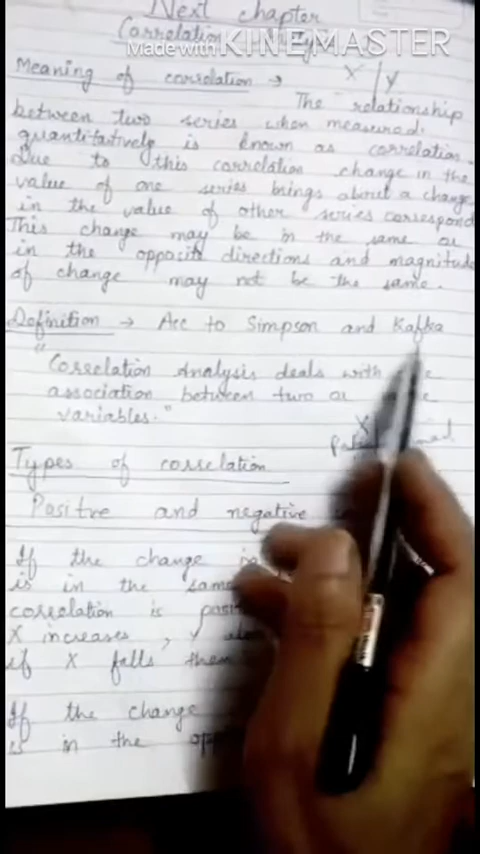 Next chapter
Correlation
Made with KINEMASTER
Meaning of correlation → X | Y
The relationship
between two series when measured.
quantitatively is known as correlation.
Due to this correlation change in the
value of one series brings about a change
in the value of other series correspond
This change may be in the same or
in the opposite directions and magnitude
of change may not be the same.
Definition → Acc to Simpson and Kafka
"Correlation Analysis deals with
association between two or
variables."
X
Types of correlation
Positve and negative
If the change in
is in the same
correlation is
X increases, Y
if X falls then
If the change
is in the